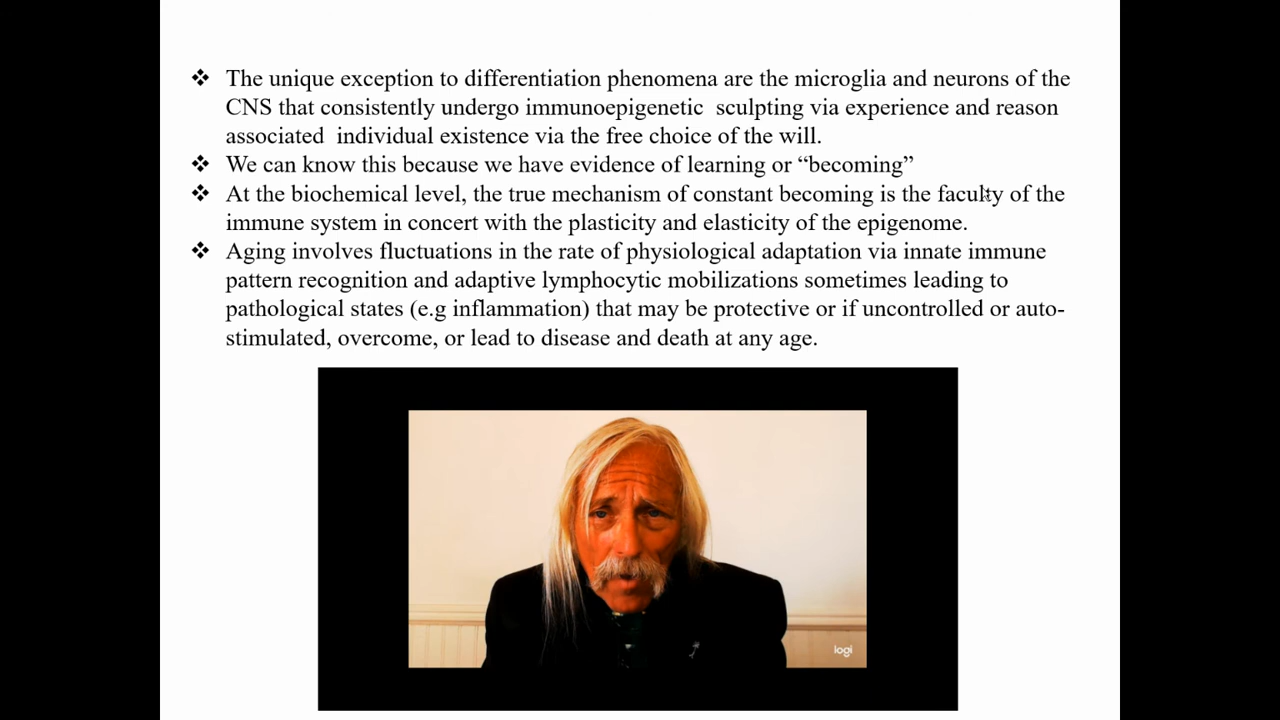 ❖ The unique exception to differentiation phenomena are the microglia and neurons of the
CNS that consistently undergo immunoepigenetic  sculpting via experience and reason
associated  individual existence via the free choice of the will.
❖ We can know this because we have evidence of learning or “becoming”
❖ At the biochemical level, the true mechanism of constant becoming is the faculty of the
immune system in concert with the plasticity and elasticity of the epigenome.
❖ Aging involves fluctuations in the rate of physiological adaptation via innate immune
pattern recognition and adaptive lymphocytic mobilizations sometimes leading to
pathological states (e.g inflammation) that may be protective or if uncontrolled or auto-
stimulated, overcome, or lead to disease and death at any age.
logi